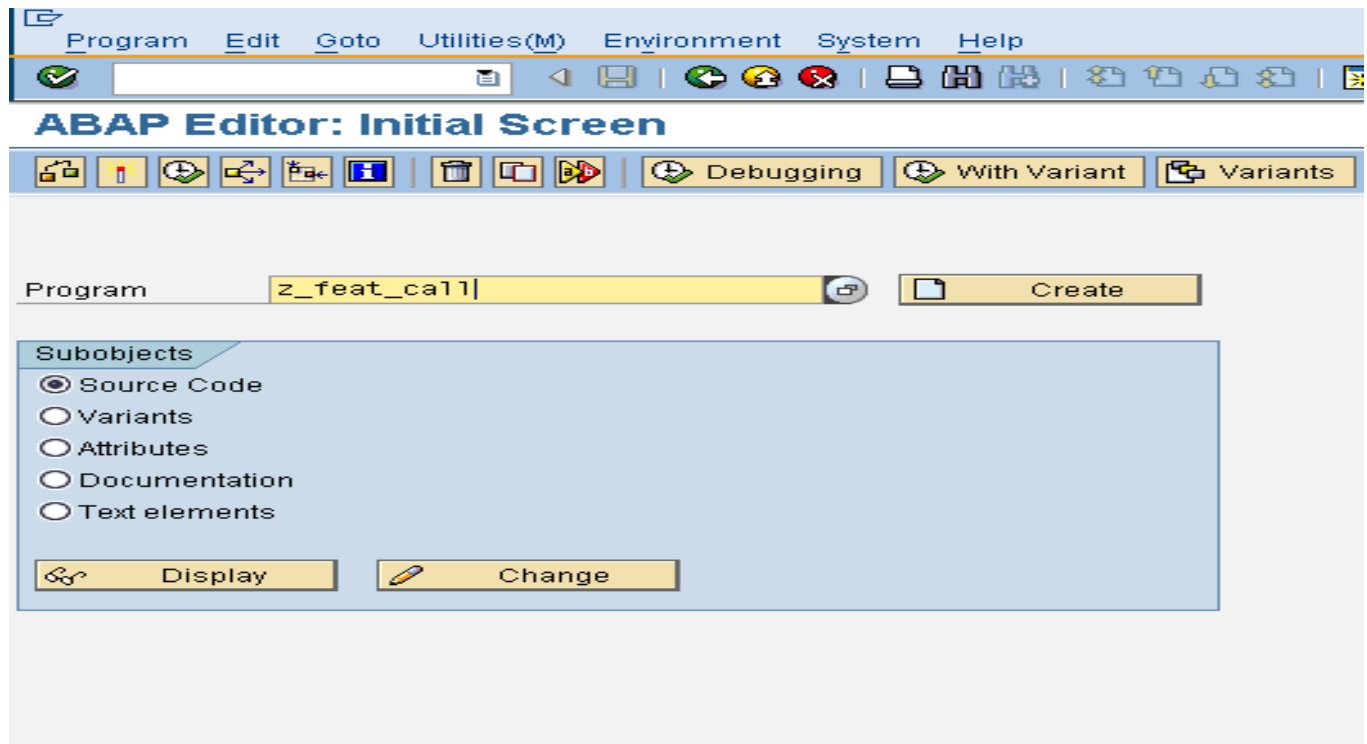 Program Edit Goto Utilities(M) Environment System Help
ABAP Editor: Initial Screen
Debugging With Variant Variants
Program z_feat_call Create
Subobjects
Source Code
Variants
Attributes
Documentation
Text elements
Display Change